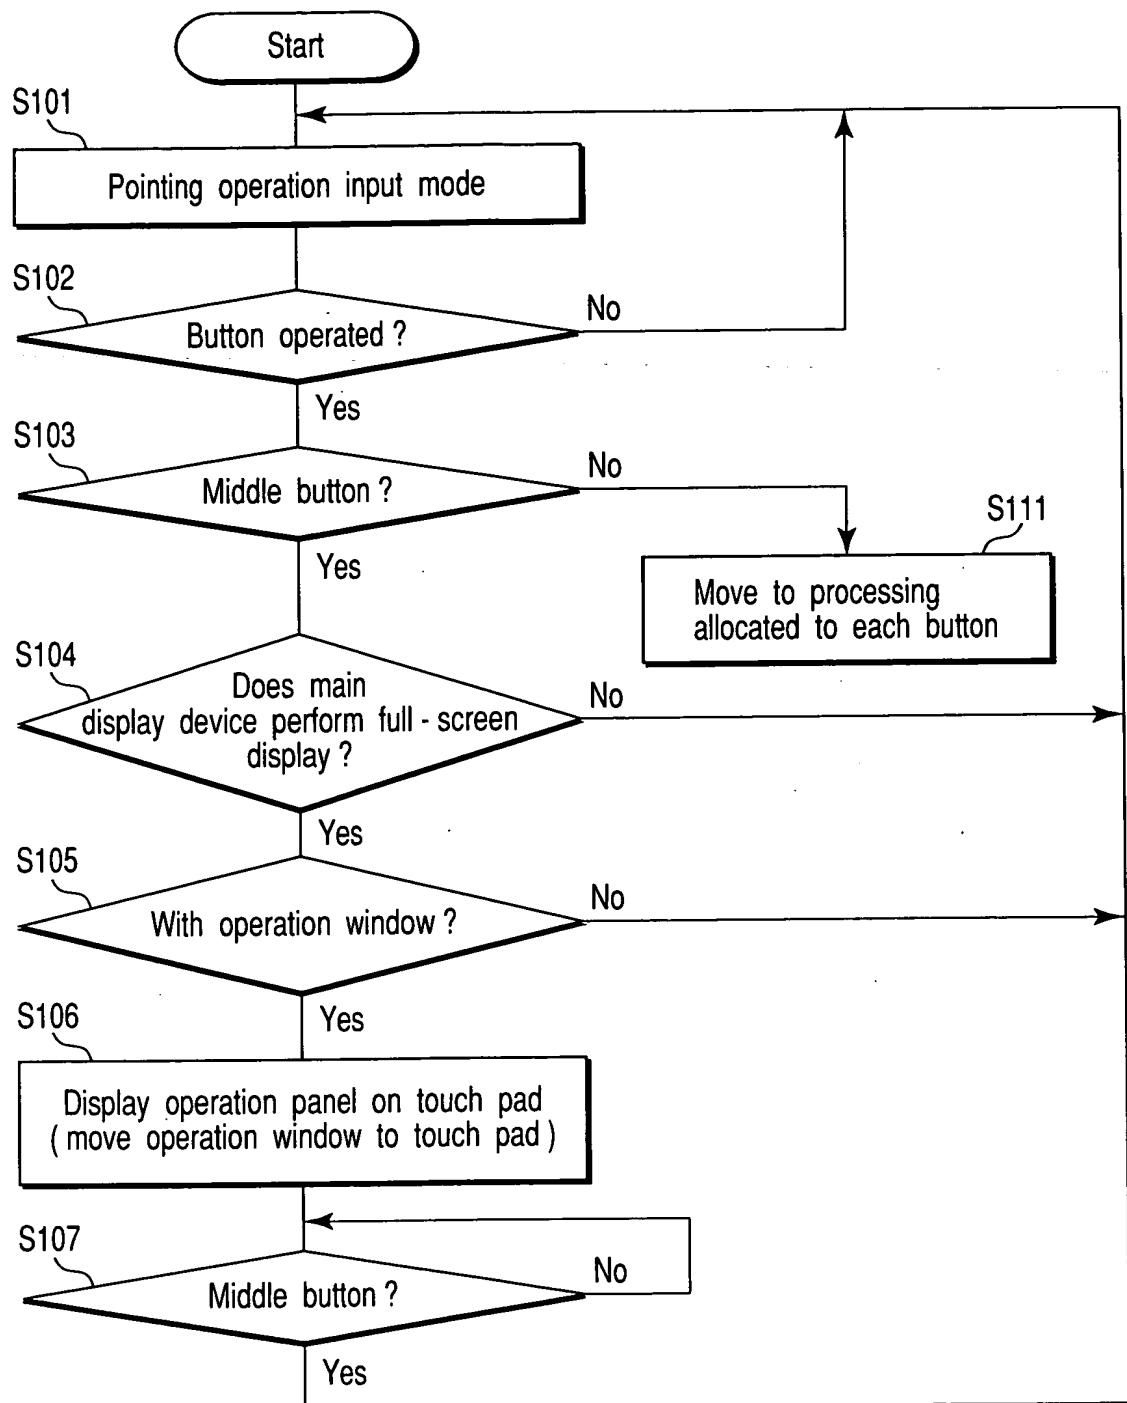 Start
S101
Pointing operation input mode
S102
Button operated ?
No
Yes
S103
Middle button ?
No
Yes
S111
Move to processing
allocated to each button
S104
Does main
display device perform full - screen
display ?
No
Yes
S105
With operation window ?
No
Yes
S106
Display operation panel on touch pad
( move operation window to touch pad )
S107
Middle button ?
No
Yes